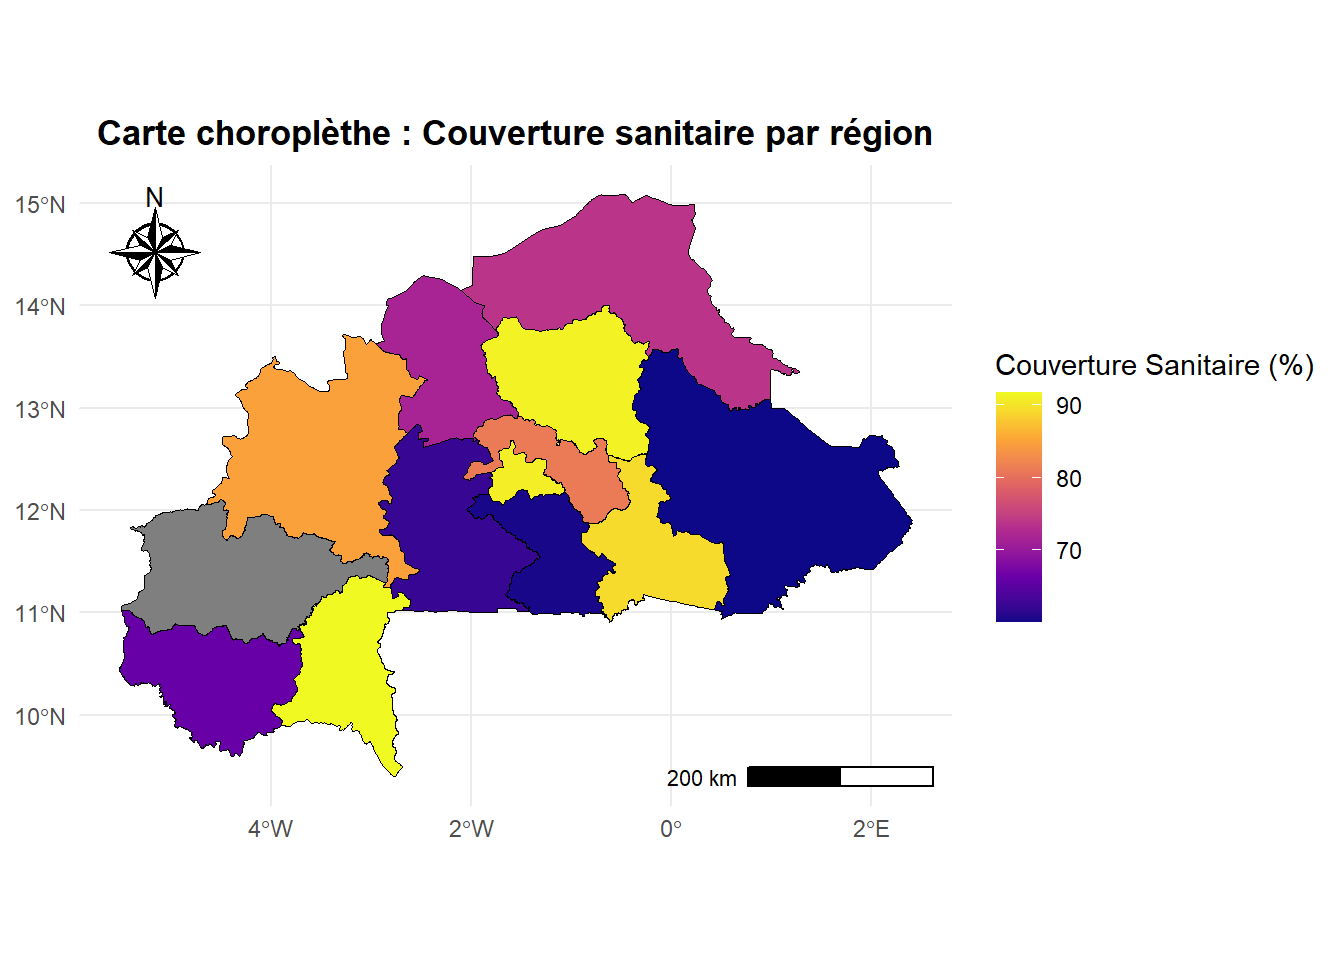 Carte choroplèthe : Couverture sanitaire par région
N
15°N
14°N
13°N
12°N
11°N
10°N
4°W
2°W
0°
2°E
200 km
Couverture Sanitaire (%)
90
80
70